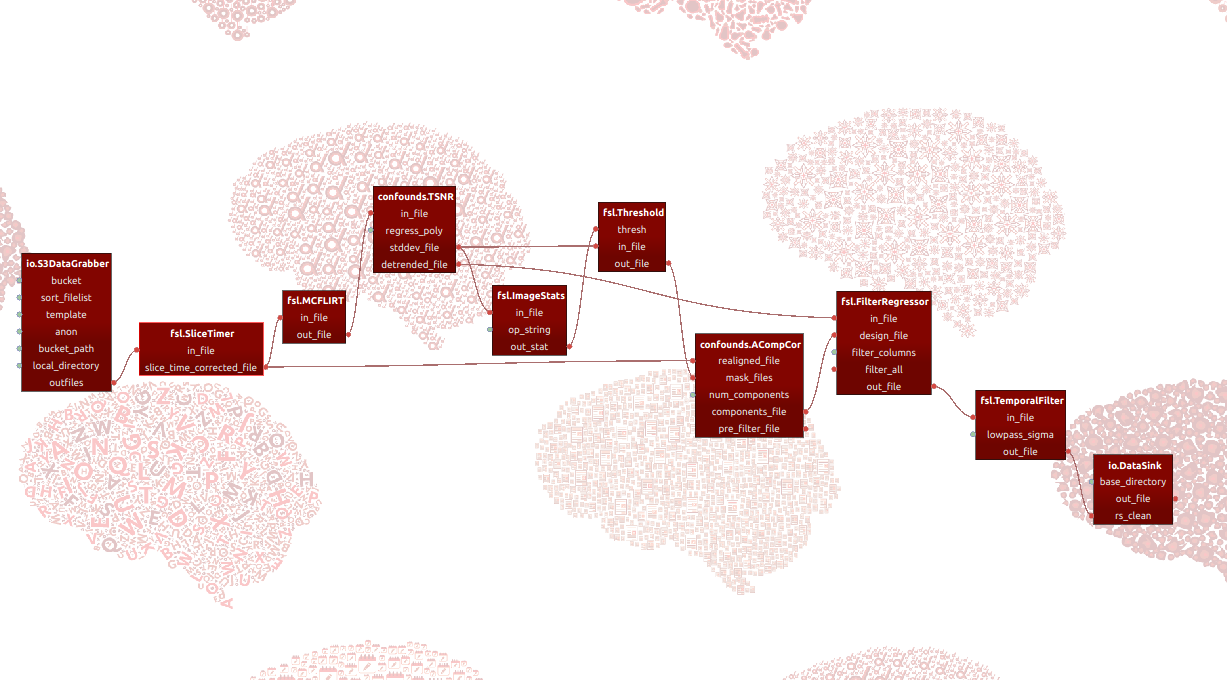 io.S3DataGrabber
bucket
sort_filelist
template
anon
bucket_path
local_directory
outfiles
fsl.SliceTimer
in_file
slice_time_corrected_file
fsl.MCFLIRT
in_file
out_file
confounds.TSNR
in_file
regress_poly
stddev_file
detrended_file
fsl.ImageStats
in_file
op_string
out_stat
fsl.Threshold
thresh
in_file
out_file
confounds.ACompCor
realigned_file
mask_files
num_components
components_file
pre_filter_file
fsl.FilterRegressor
in_file
design_file
filter_columns
filter_all
out_file
fsl.TemporalFilter
in_file
lowpass_sigma
out_file
io.DataSink
base_directory
out_file
rs_clean